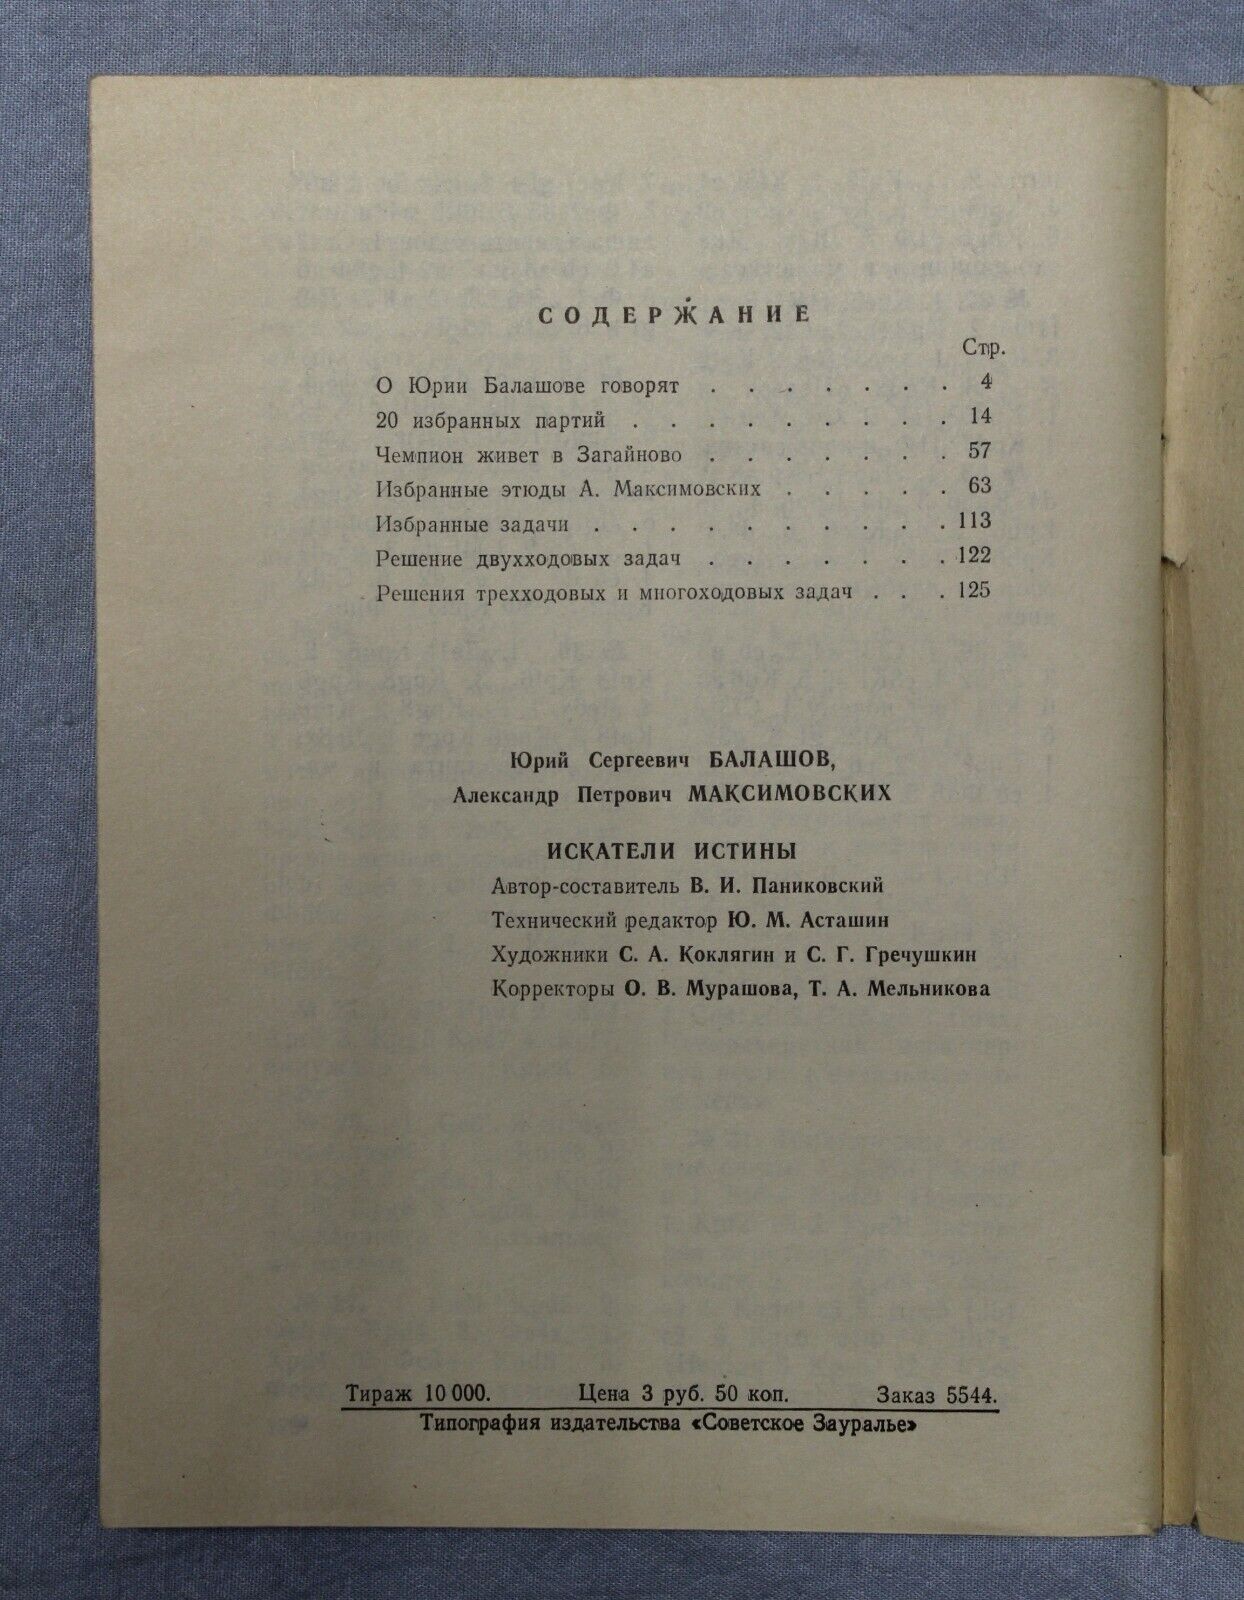 СОДЕРЖАНИЕ
Стр.
О Юрии Балашове говорят . . . . . . . 4
20 избранных партий . . . . . . . . . 14
Чемпион живет в Загайново . . . . . . . 57
Избранные этюды А. Максимовских . . . . . 63
Избранные задачи . . . . . . . . . . 113
Решение двухходовых задач . . . . . . . 122
Решения трехходовых и многоходовых задач . . . 125
Юрий Сергеевич БАЛАШОВ,
Александр Петрович МАКСИМОВСКИХ
ИСКАТЕЛИ ИСТИНЫ
Автор-составитель В. И. Паниковский
Технический редактор Ю. М. Асташин
Художники С. А. Коклягин и С. Г. Гречушкин
Корректоры О. В. Мурашова, Т. А. Мельникова
Тираж 10 000. Цена 3 руб. 50 коп. Заказ 5544.
Типография издательства «Советское Зауралье»